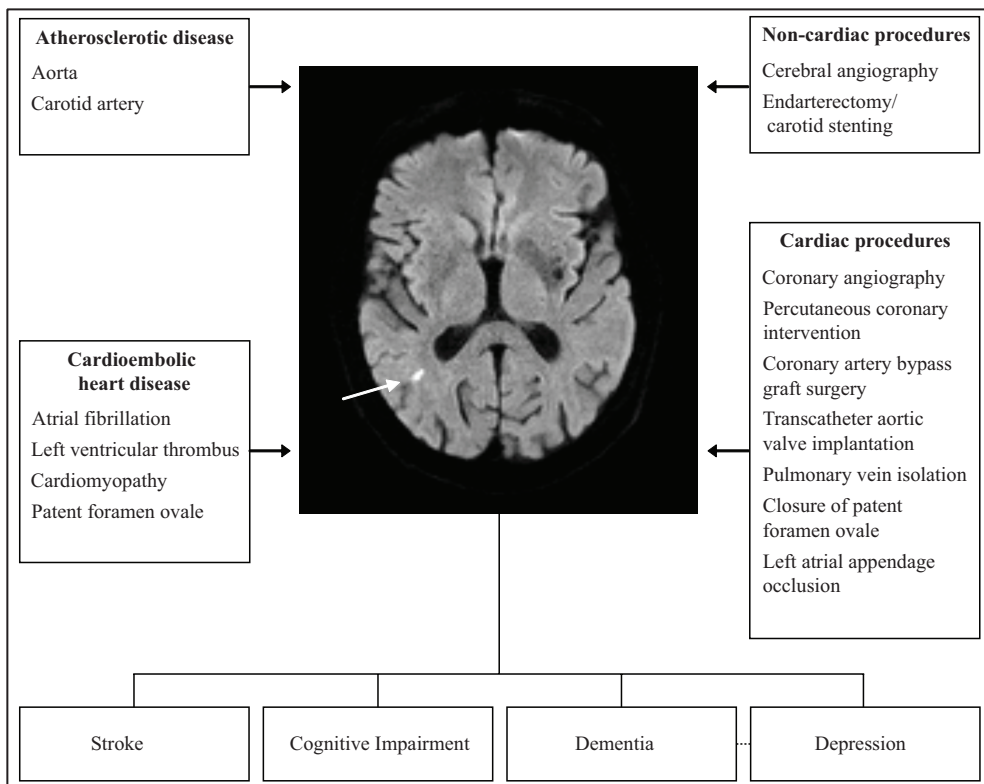 Atherosclerotic disease
Aorta
Carotid artery
Cardioembolic
heart disease
Atrial fibrillation
Left ventricular thrombus
Cardiomyopathy
Patent foramen ovale
Non-cardiac procedures
Cerebral angiography
Endarterectomy/
carotid stenting
Cardiac procedures
Coronary angiography
Percutaneous coronary
intervention
Coronary artery bypass
graft surgery
Transcatheter aortic
valve implantation
Pulmonary vein isolation
Closure of patent
foramen ovale
Left atrial appendage
occlusion
Stroke
Cognitive Impairment
Dementia
Depression